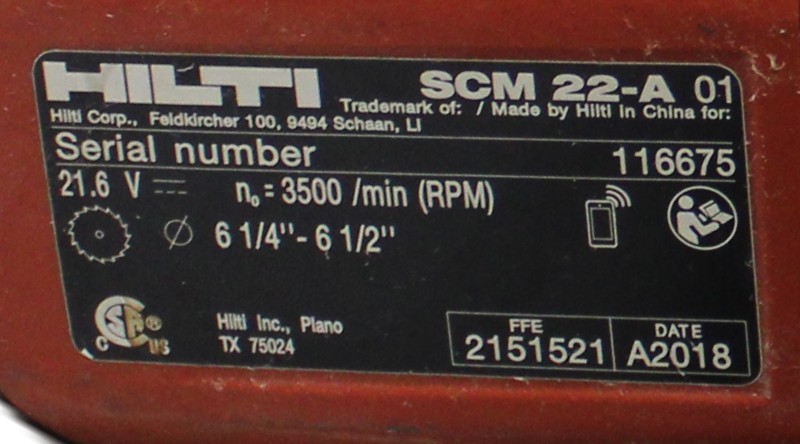 HILTI SCM 22-A 01
Trademark of: / Made by Hilti in China for:
Hilti Corp., Feldkircher 100, 9494 Schaan, LI
Serial number 116675
21.6 V n₀ = 3500 /min (RPM)
6 1/4"- 6 1/2"
CSA® C US
Hilti Inc., Plano
TX 75024
FFE DATE
2151521 A2018